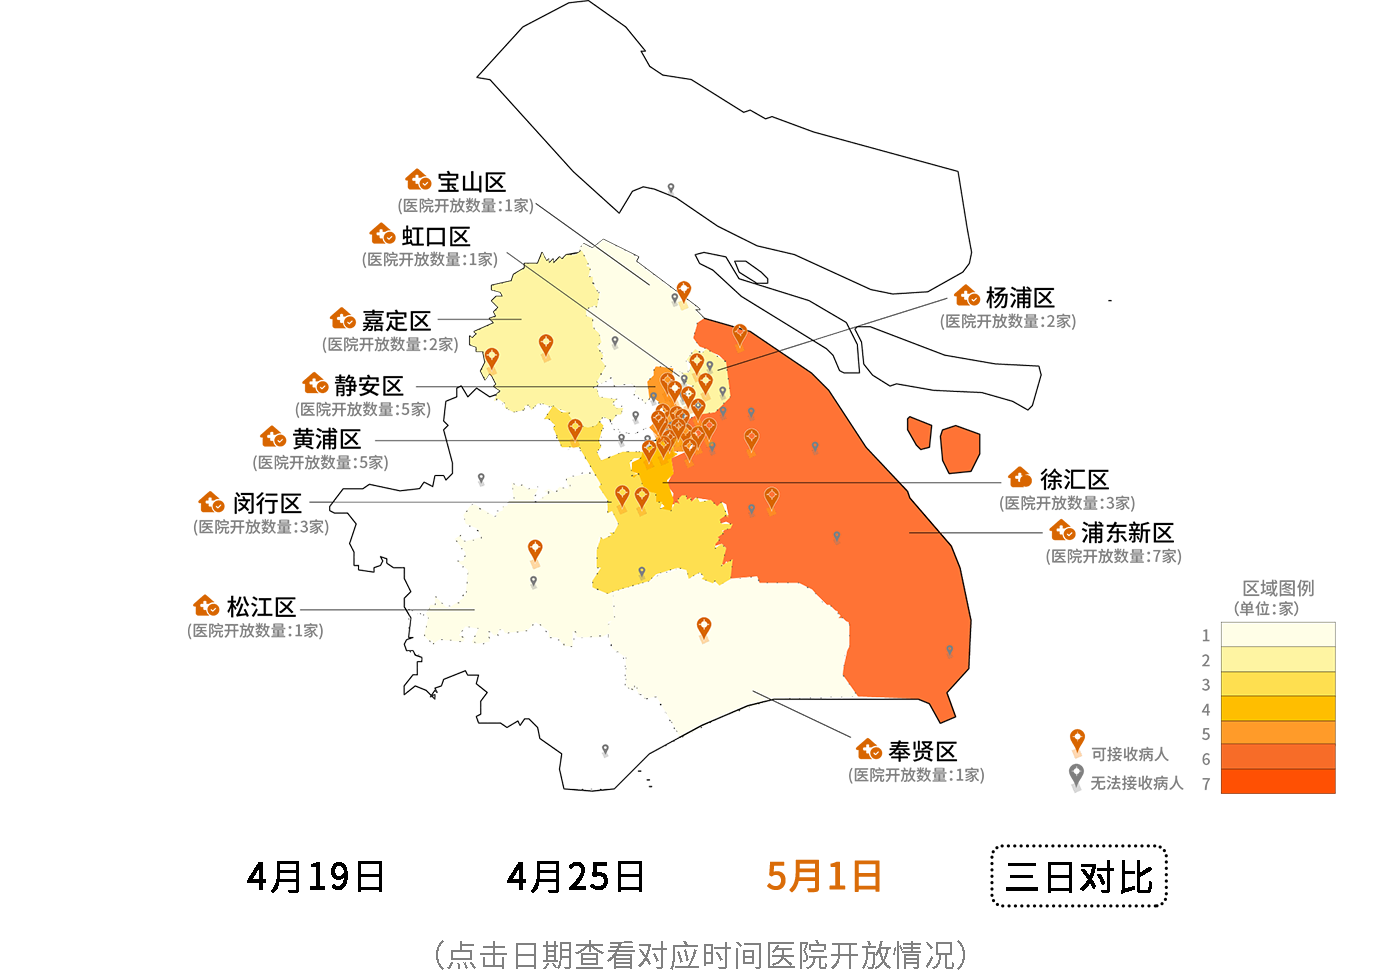 宝山区
(医院开放数量:1家)
虹口区
(医院开放数量:1家)
杨浦区
(医院开放数量:2家)
嘉定区
(医院开放数量:2家)
静安区
(医院开放数量:5家)
黄浦区
(医院开放数量:5家)
徐汇区
(医院开放数量:3家)
闵行区
(医院开放数量:3家)
浦东新区
(医院开放数量:7家)
松江区
(医院开放数量:1家)
奉贤区
(医院开放数量:1家)
区域图例
(单位:家)
1
2
3
4
5
6
7
可接收病人
无法接收病人
4月19日
4月25日
5月1日
三日对比
(点击日期查看对应时间医院开放情况)